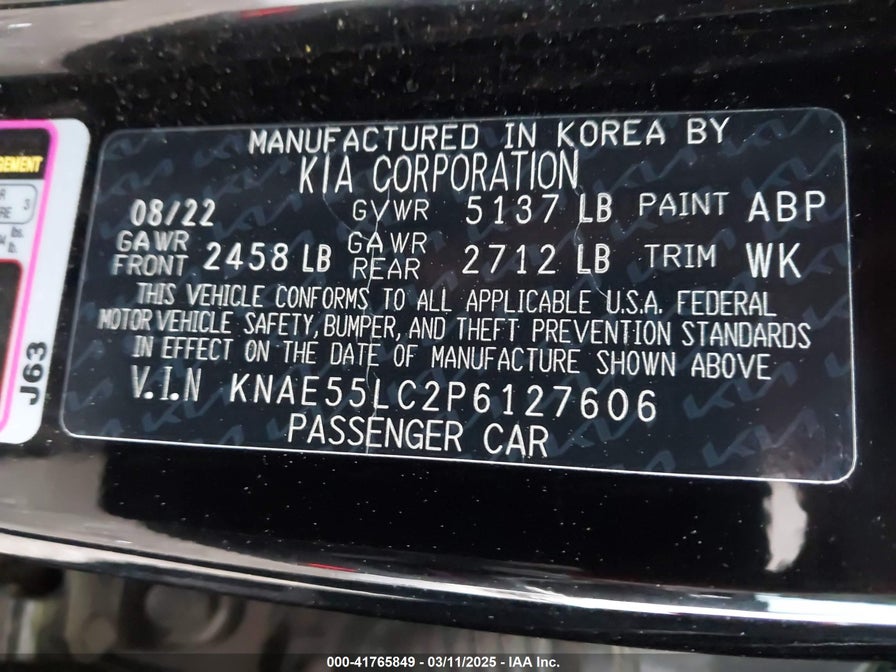 MANUFACTURED IN KOREA BY
KIA CORPORATION
08/22 GVWR 5137 LB PAINT ABP
GAWR FRONT 2458 LB GAWR REAR 2712 LB TRIM WK
THIS VEHICLE CONFORMS TO ALL APPLICABLE U.S.A. FEDERAL
MOTOR VEHICLE SAFETY, BUMPER, AND THEFT PREVENTION STANDARDS
IN EFFECT ON THE DATE OF MANUFACTURE SHOWN ABOVE
V.I.N KNAE55LC2P6127606
PASSENGER CAR
J63
000-41765849 - 03/11/2025 - IAA Inc.